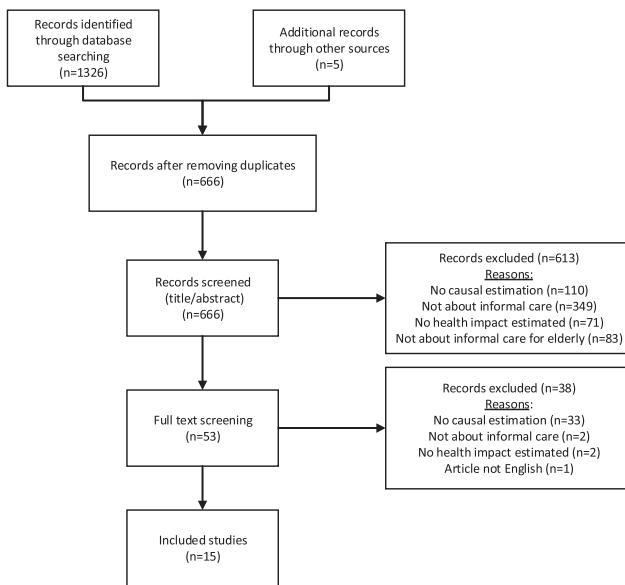 Records identified
through database
searching
(n=1326)
Additional records
through other sources
(n=5)
Records after removing duplicates
(n=666)
Records screened
(title/abstract)
(n=666)
Records excluded (n=613)
Reasons:
No causal estimation (n=110)
Not about informal care (n=349)
No health impact estimated (n=71)
Not about informal care for elderly (n=83)
Full text screening
(n=53)
Records excluded (n=38)
Reasons:
No causal estimation (n=33)
Not about informal care (n=2)
No health impact estimated (n=2)
Article not English (n=1)
Included studies
(n=15)